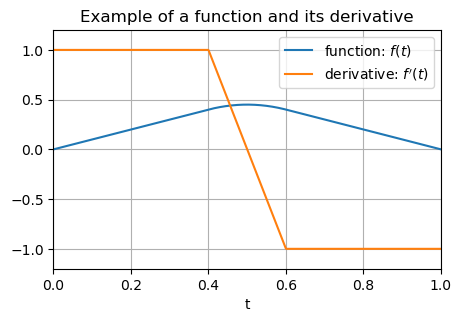 Example of a function and its derivative
function: f(t)
derivative: f′(t)
1.0
0.5
0.0
−0.5
−1.0
0.0 0.2 0.4 0.6 0.8 1.0
t